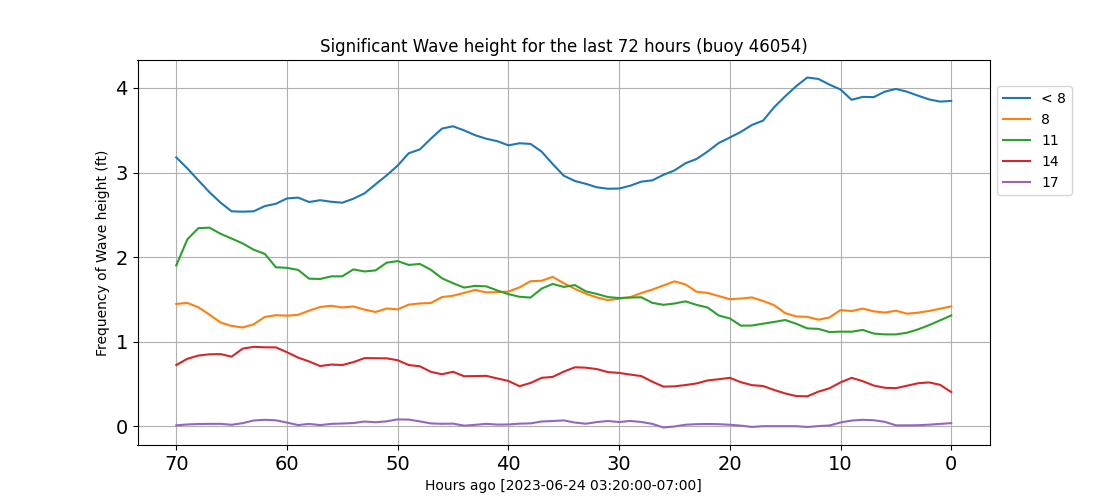 Significant Wave height for the last 72 hours (buoy 46054)
Frequency of Wave height (ft)
4
3
2
1
0
70 60 50 40 30 20 10 0
Hours ago [2023-06-24 03:20:00-07:00]
< 8
8
11
14
17